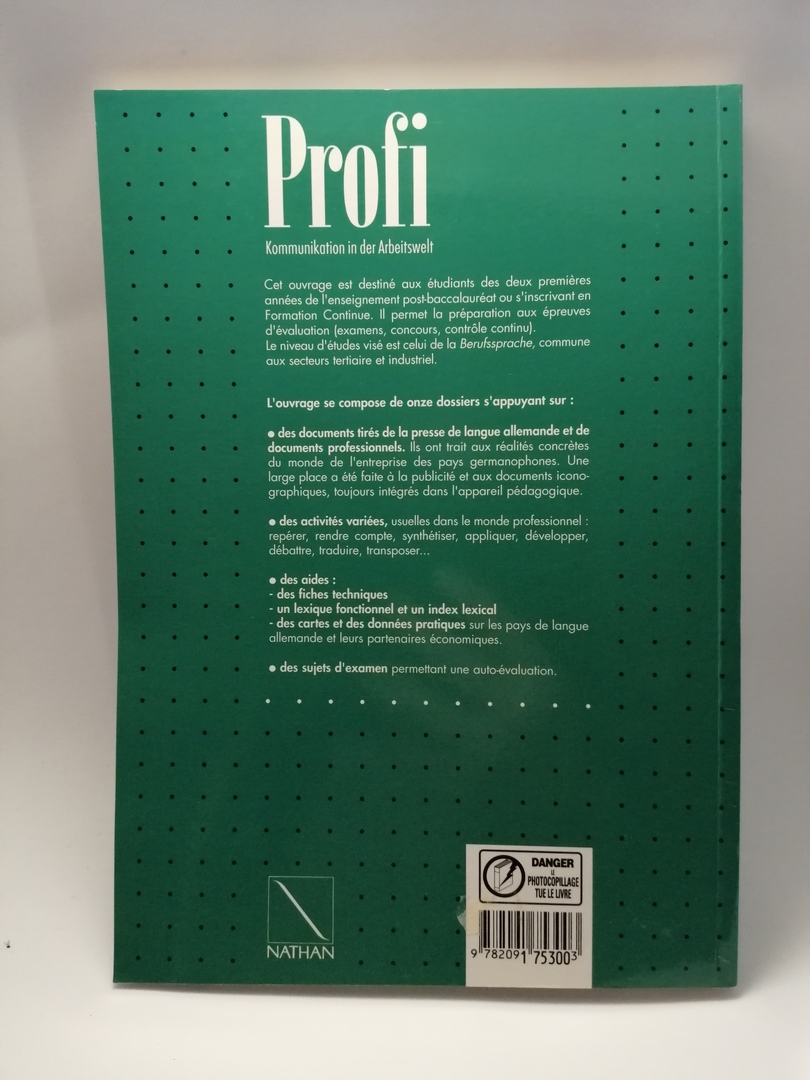 Profi
Kommunikation in der Arbeitswelt
Cet ouvrage est destiné aux étudiants des deux premières
années de l'enseignement post-baccalauréat ou s'inscrivant en
Formation Continue. Il permet la préparation aux épreuves
d'évaluation (examens, concours, contrôle continu).
Le niveau d'études visé est celui de la Berufssprache, commune
aux secteurs tertiaire et industriel.
L'ouvrage se compose de onze dossiers s'appuyant sur :
● des documents tirés de la presse de langue allemande et de
documents professionnels. Ils ont trait aux réalités concrètes
du monde de l'entreprise des pays germanophones. Une
large place a été faite à la publicité et aux documents icono-
graphiques, toujours intégrés dans l'appareil pédagogique.
● des activités variées, usuelles dans le monde professionnel :
repérer, rendre compte, synthétiser, appliquer, développer,
débattre, traduire, transposer...
● des aides :
- des fiches techniques
- un lexique fonctionnel et un index lexical
- des cartes et des données pratiques sur les pays de langue
allemande et leurs partenaires économiques.
● des sujets d'examen permettant une auto-évaluation.
NATHAN
DANGER
LE
PHOTOCOPILLAGE
TUE LE LIVRE
9 782091 753003